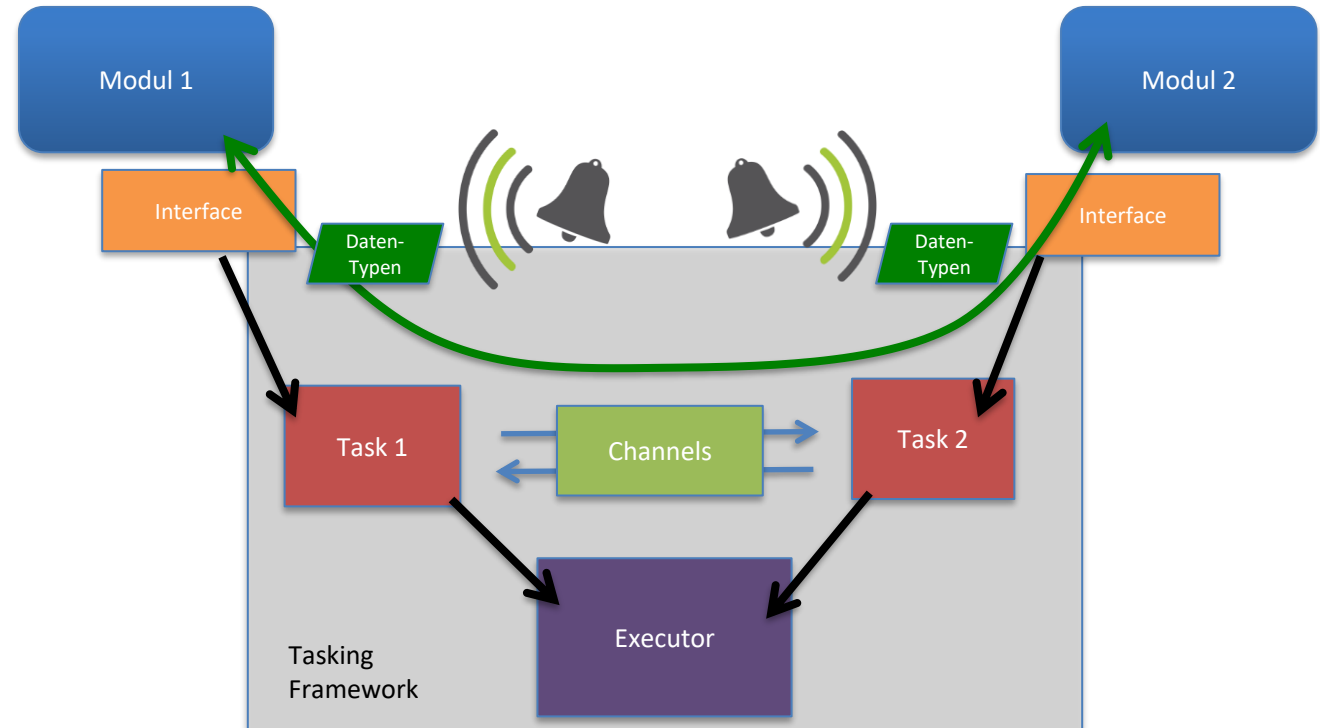 Modul 1
Modul 2
Interface
Interface
Daten-
Typen
Daten-
Typen
Task 1
Channels
Task 2
Executor
Tasking
Framework